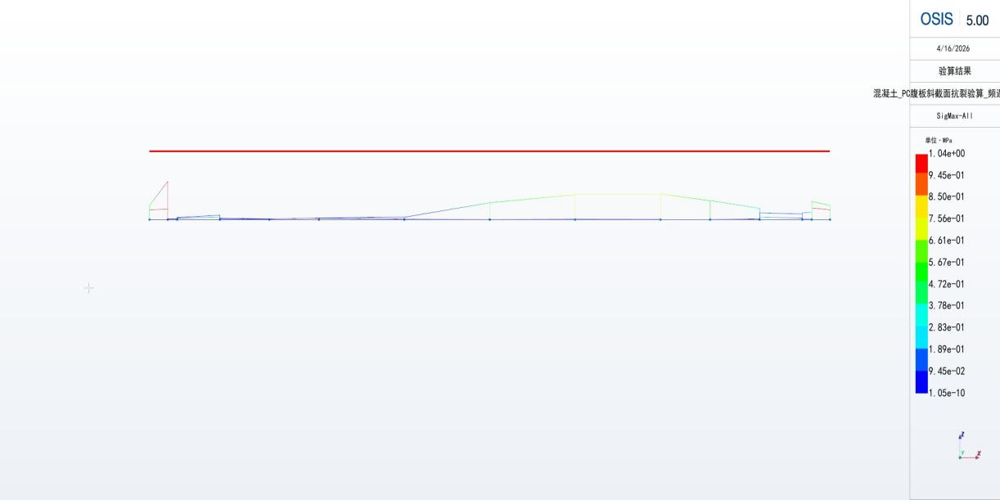 OSIS 5.00
4/16/2026
验算结果
混凝土_PC腹板斜截面抗裂验算_频遇
SigMax-All
单位·MPa
1.04e+00
9.45e-01
8.50e-01
7.56e-01
6.61e-01
5.67e-01
4.72e-01
3.78e-01
2.83e-01
1.89e-01
9.45e-02
1.05e-10
Z
Y X